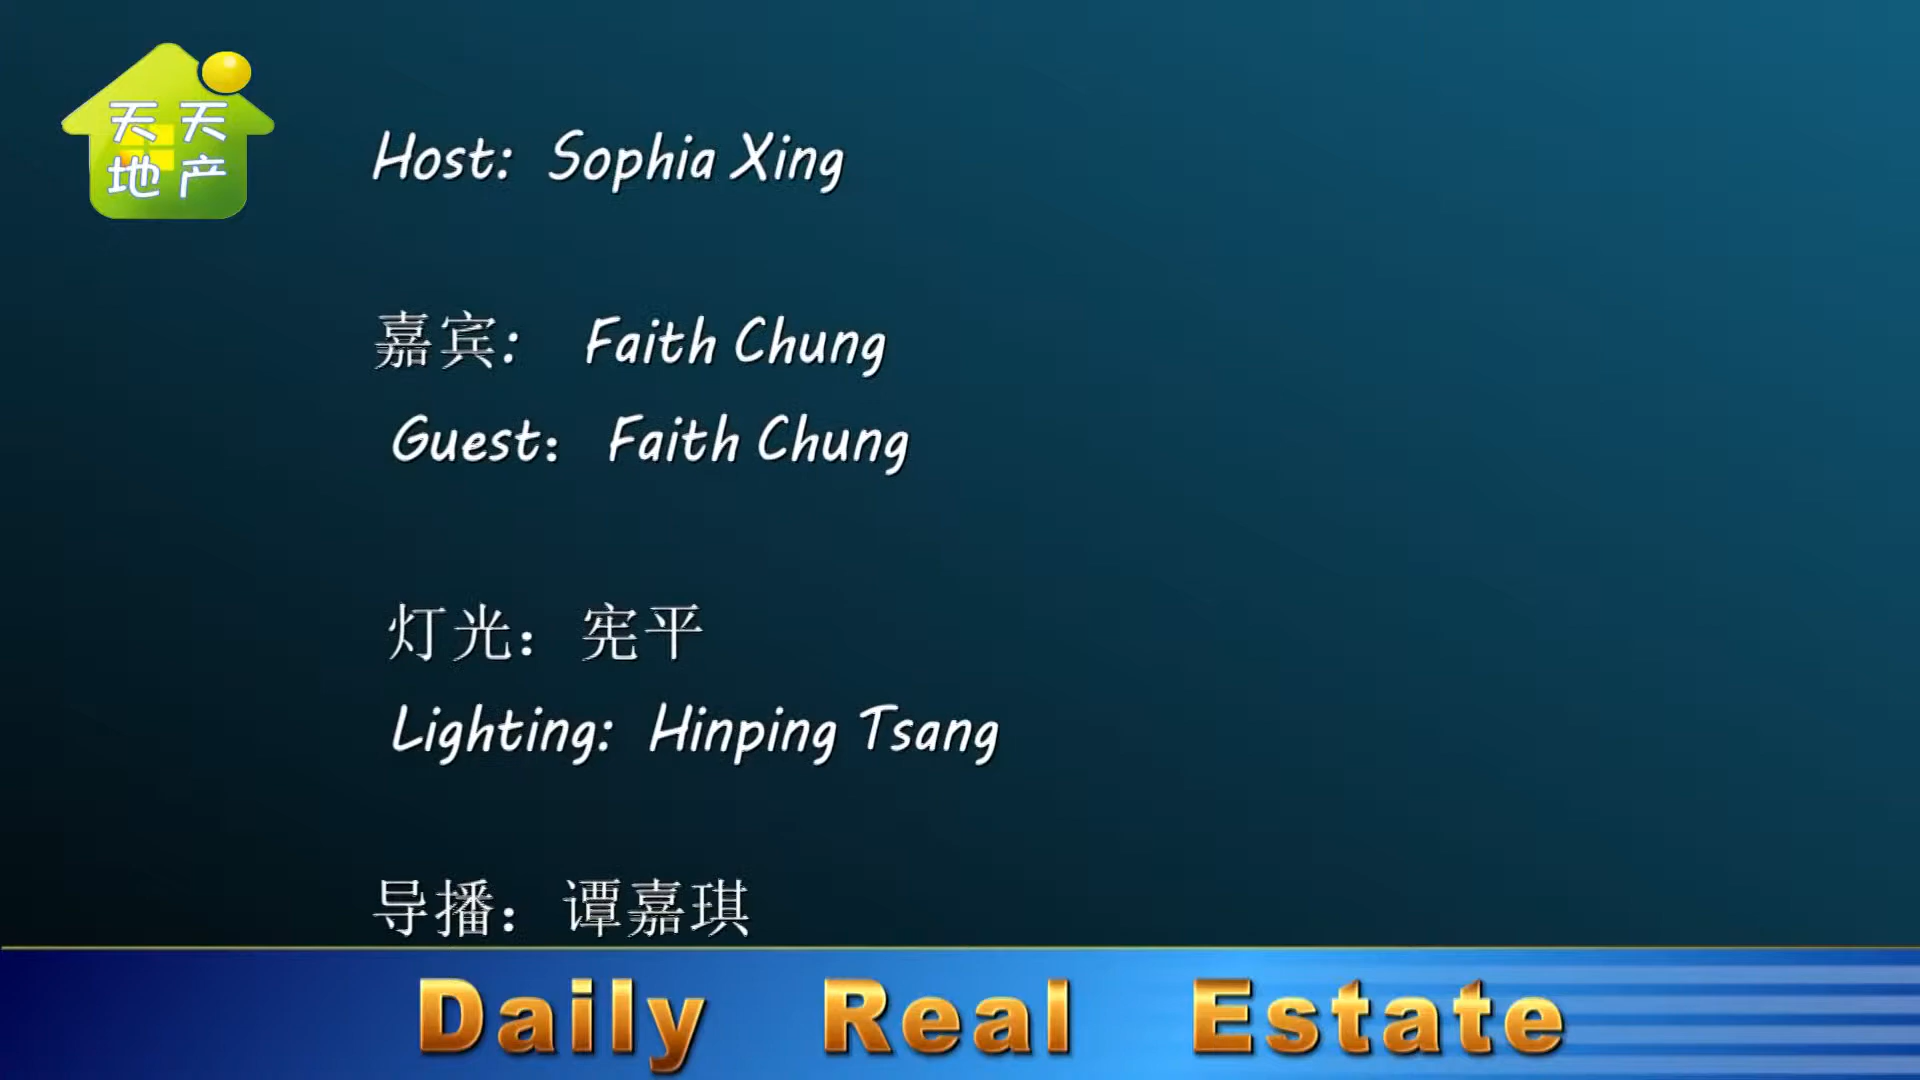 天天
地产
Host: Sophia Xing
嘉宾: Faith Chung
Guest： Faith Chung
灯光：宪平
Lighting: Hinping Tsang
导播：谭嘉琪
Daily Real Estate